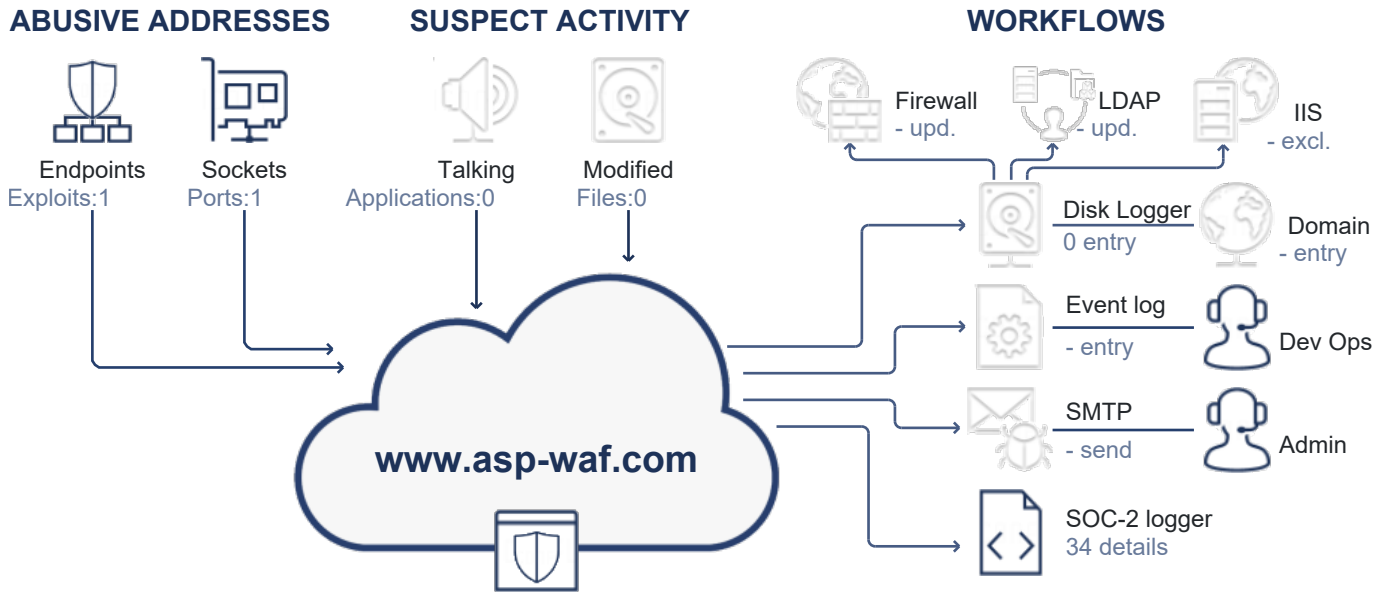 ABUSIVE ADDRESSES
SUSPECT ACTIVITY
WORKFLOWS
Endpoints
Exploits:1
Sockets
Ports:1
Talking
Applications:0
Modified
Files:0
Firewall
- upd.
LDAP
- upd.
IIS
- excl.
Disk Logger
0 entry
Domain
- entry
Event log
- entry
Dev Ops
SMTP
- send
Admin
SOC-2 logger
34 details
www.asp-waf.com